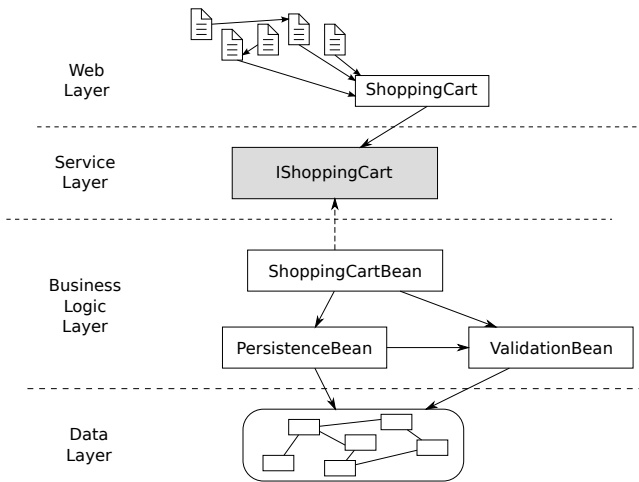 Web
Layer
ShoppingCart
Service
Layer
IShoppingCart
Business
Logic
Layer
ShoppingCartBean
PersistenceBean
ValidationBean
Data
Layer